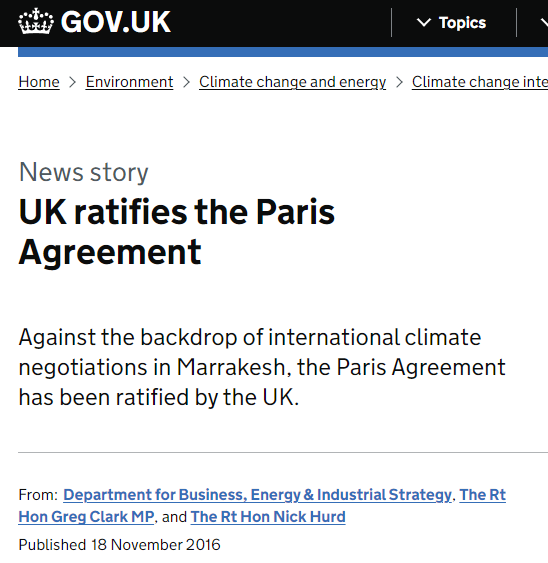 GOV.UK
Topics
Home > Environment > Climate change and energy > Climate change inte
News story
UK ratifies the Paris
Agreement
Against the backdrop of international climate
negotiations in Marrakesh, the Paris Agreement
has been ratified by the UK.
From: Department for Business, Energy & Industrial Strategy, The Rt
Hon Greg Clark MP, and The Rt Hon Nick Hurd
Published 18 November 2016